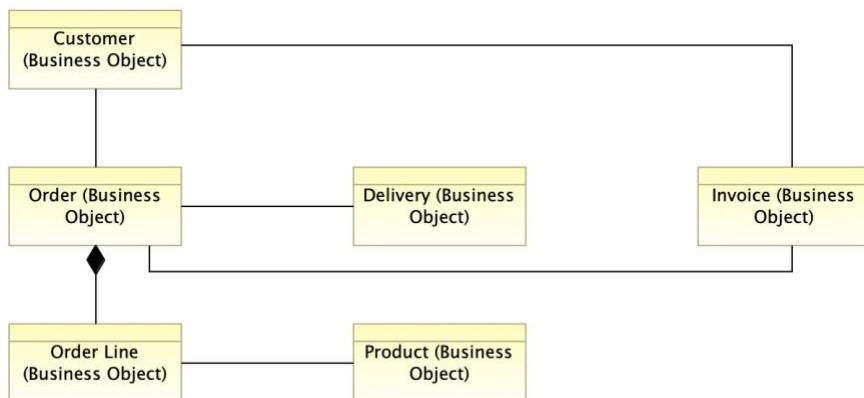 Customer
(Business Object)
Order (Business
Object)
Delivery (Business
Object)
Invoice (Business
Object)
Order Line
(Business Object)
Product (Business
Object)